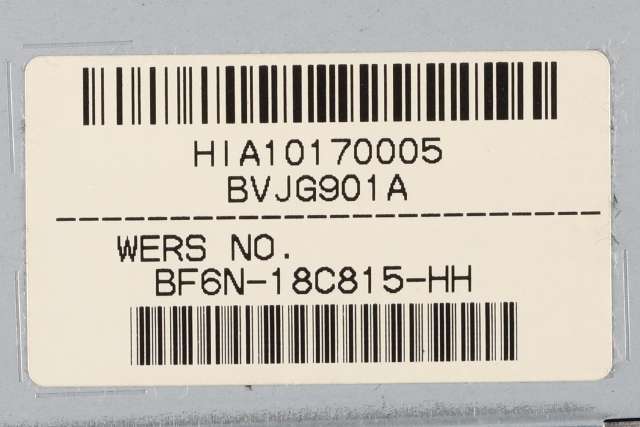 HIA10170005
BVJG901A
WERS NO.
BF6N-18C815-HH